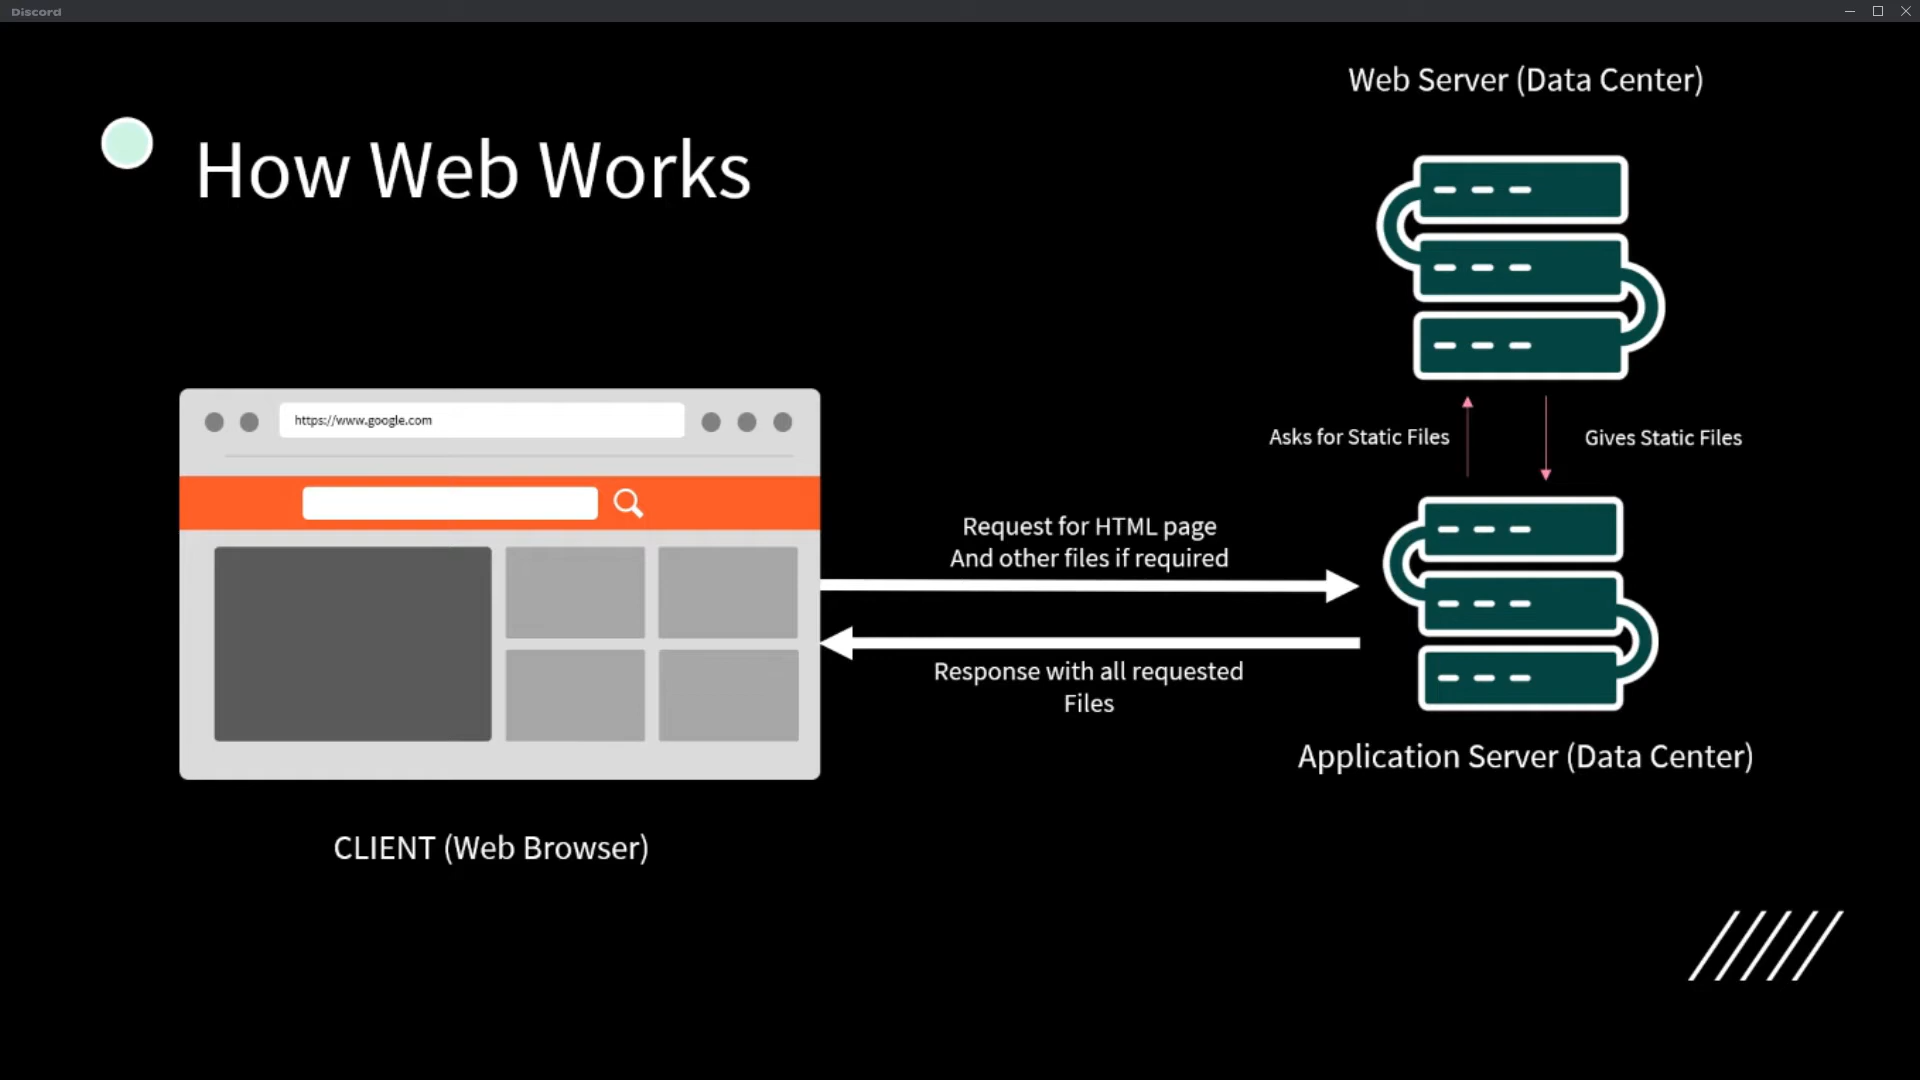 Discord
Web Server (Data Center)
How Web Works
https://www.google.com
Asks for Static Files
Gives Static Files
Request for HTML page
And other files if required
Response with all requested
Files
Application Server (Data Center)
CLIENT (Web Browser)